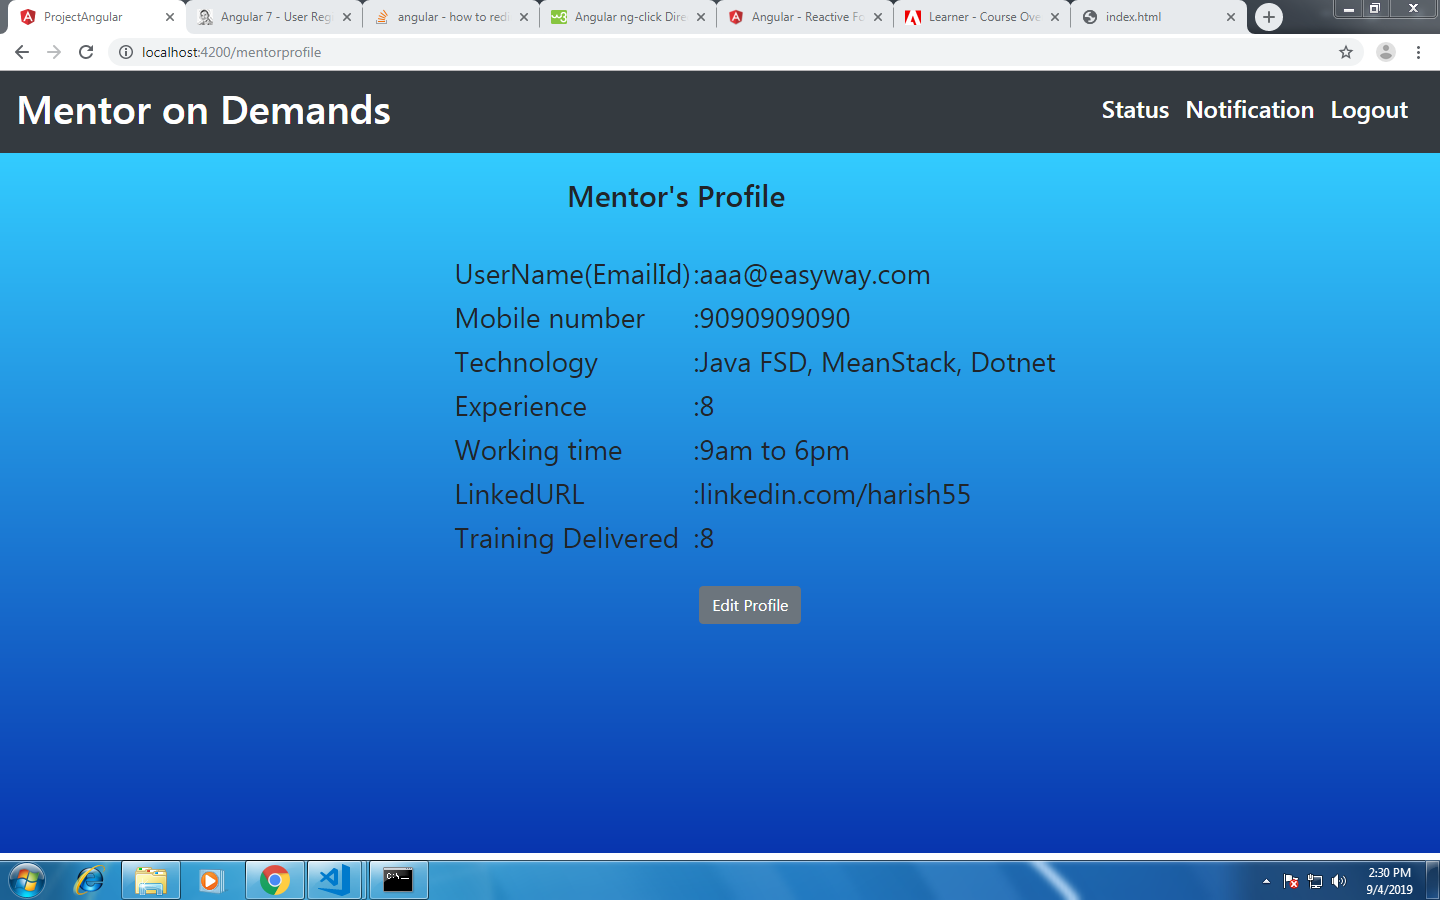 ProjectAngular
Angular 7 - User Reg
angular - how to redi
Angular ng-click Dire
Angular - Reactive Fo
Learner - Course Ove
index.html
localhost:4200/mentorprofile
Mentor on Demands
Status Notification Logout
Mentor's Profile
UserName(EmailId) :aaa@easyway.com
Mobile number :9090909090
Technology :Java FSD, MeanStack, Dotnet
Experience :8
Working time :9am to 6pm
LinkedURL :linkedin.com/harish55
Training Delivered :8
Edit Profile
2:30 PM
9/4/2019